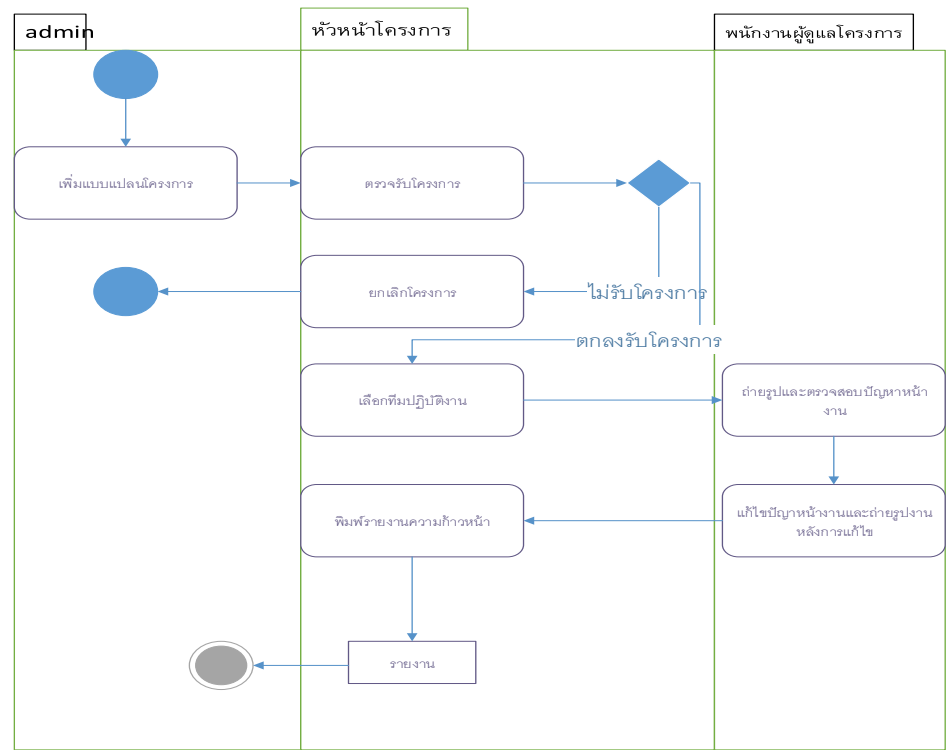 admin
หัวหน้าโครงการ
พนักงานผู้ดูแลโครงการ
เพิ่มแบบแปลนโครงการ
ตรวจรับโครงการ
ยกเลิกโครงการ
ไม่รับโครงการ
ตกลงรับโครงการ
เลือกทีมปฏิบัติงาน
ถ่ายรูปและตรวจสอบปัญหาหน้า
งาน
พิมพ์รายงานความก้าวหน้า
แก้ไขปัญาหน้างานและถ่ายรูปงาน
หลังการแก้ไข
รายงาน